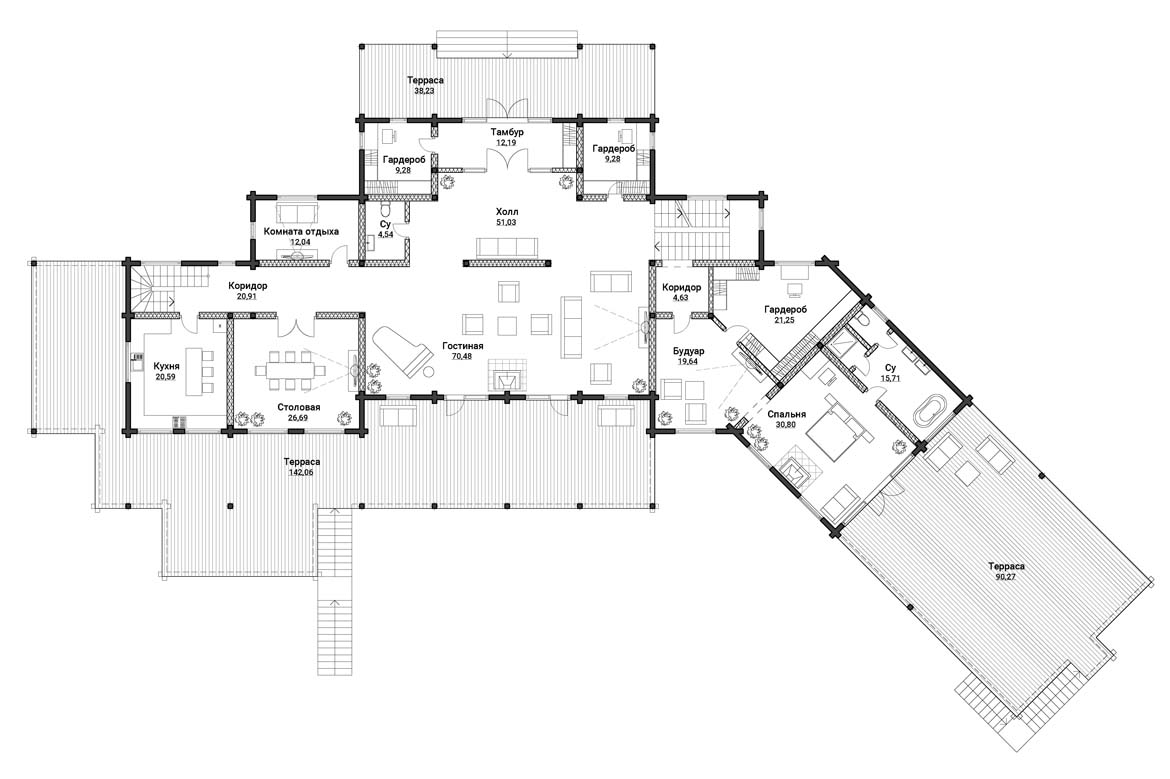 Терраса
38,23
Тамбур
12,19
Гардероб
9,28
Гардероб
9,28
Холл
51,03
Су
4,54
Комната отдыха
12,04
Коридор
20,91
Коридор
4,63
Гардероб
21,25
Гостиная
70,48
Будуар
19,64
Кухня
20,59
Столовая
26,69
Су
15,71
Спальня
30,80
Терраса
142,06
Терраса
90,27